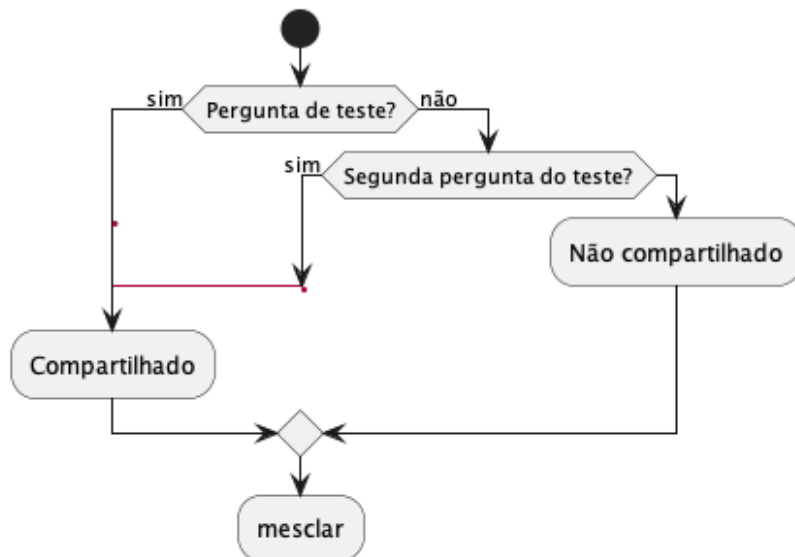 sim
Pergunta de teste?
não
sim
Segunda pergunta do teste?
Não compartilhado
Compartilhado
mesclar